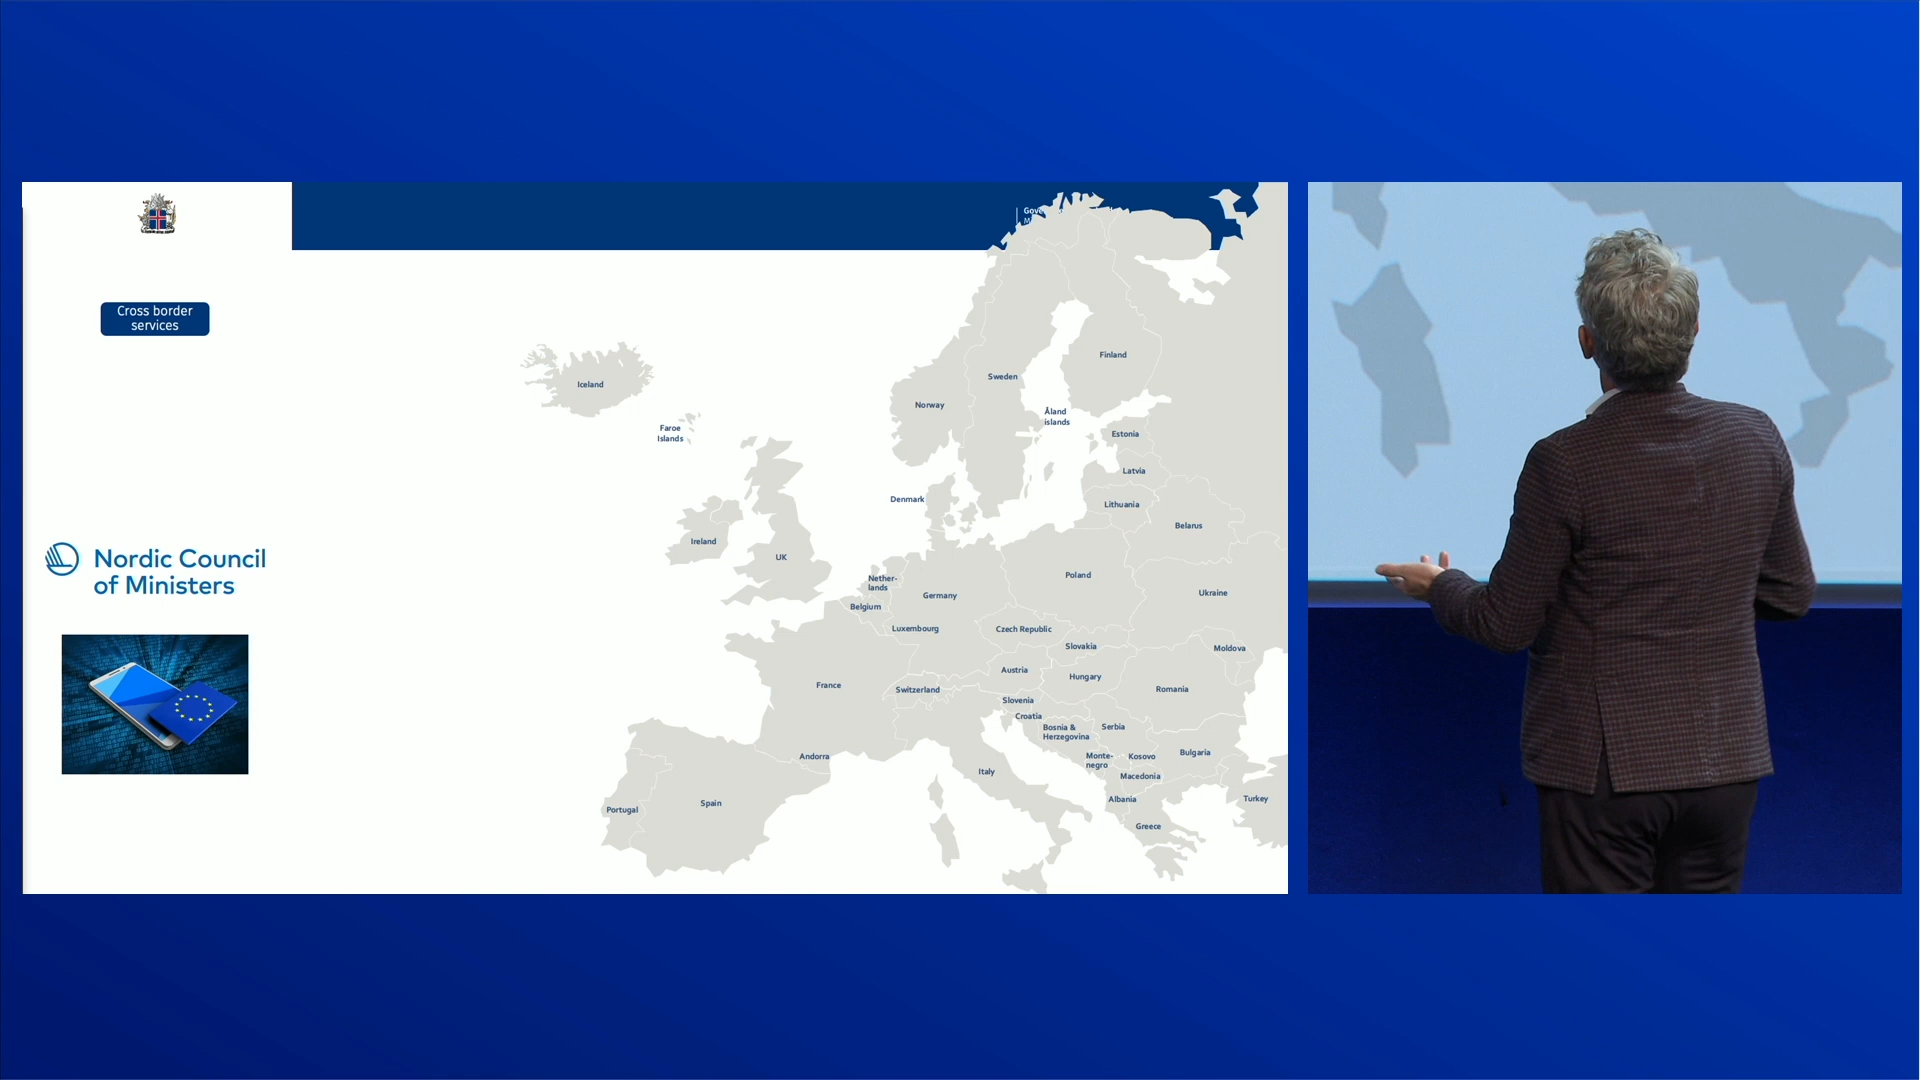 Gove
M
Cross border
services
Nordic Council
of Ministers
Iceland
Faroe
Islands
Norway
Sweden
Finland
Åland
islands
Estonia
Latvia
Lithuania
Denmark
Belarus
Ireland
UK
Nether-
lands
Belgium
Germany
Poland
Ukraine
Luxembourg
Czech Republic
Slovakia
Moldova
Austria
Hungary
France
Switzerland
Romania
Slovenia
Croatia
Bosnia &
Herzegovina
Serbia
Andorra
Monte-
negro
Kosovo
Bulgaria
Italy
Macedonia
Portugal
Spain
Albania
Turkey
Greece